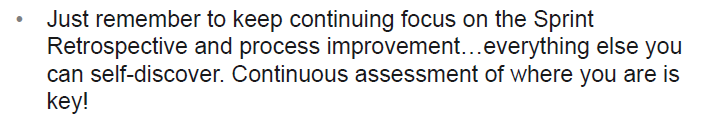 • Just remember to keep continuing focus on the Sprint
Retrospective and process improvement…everything else you
can self-discover. Continuous assessment of where you are is
key!